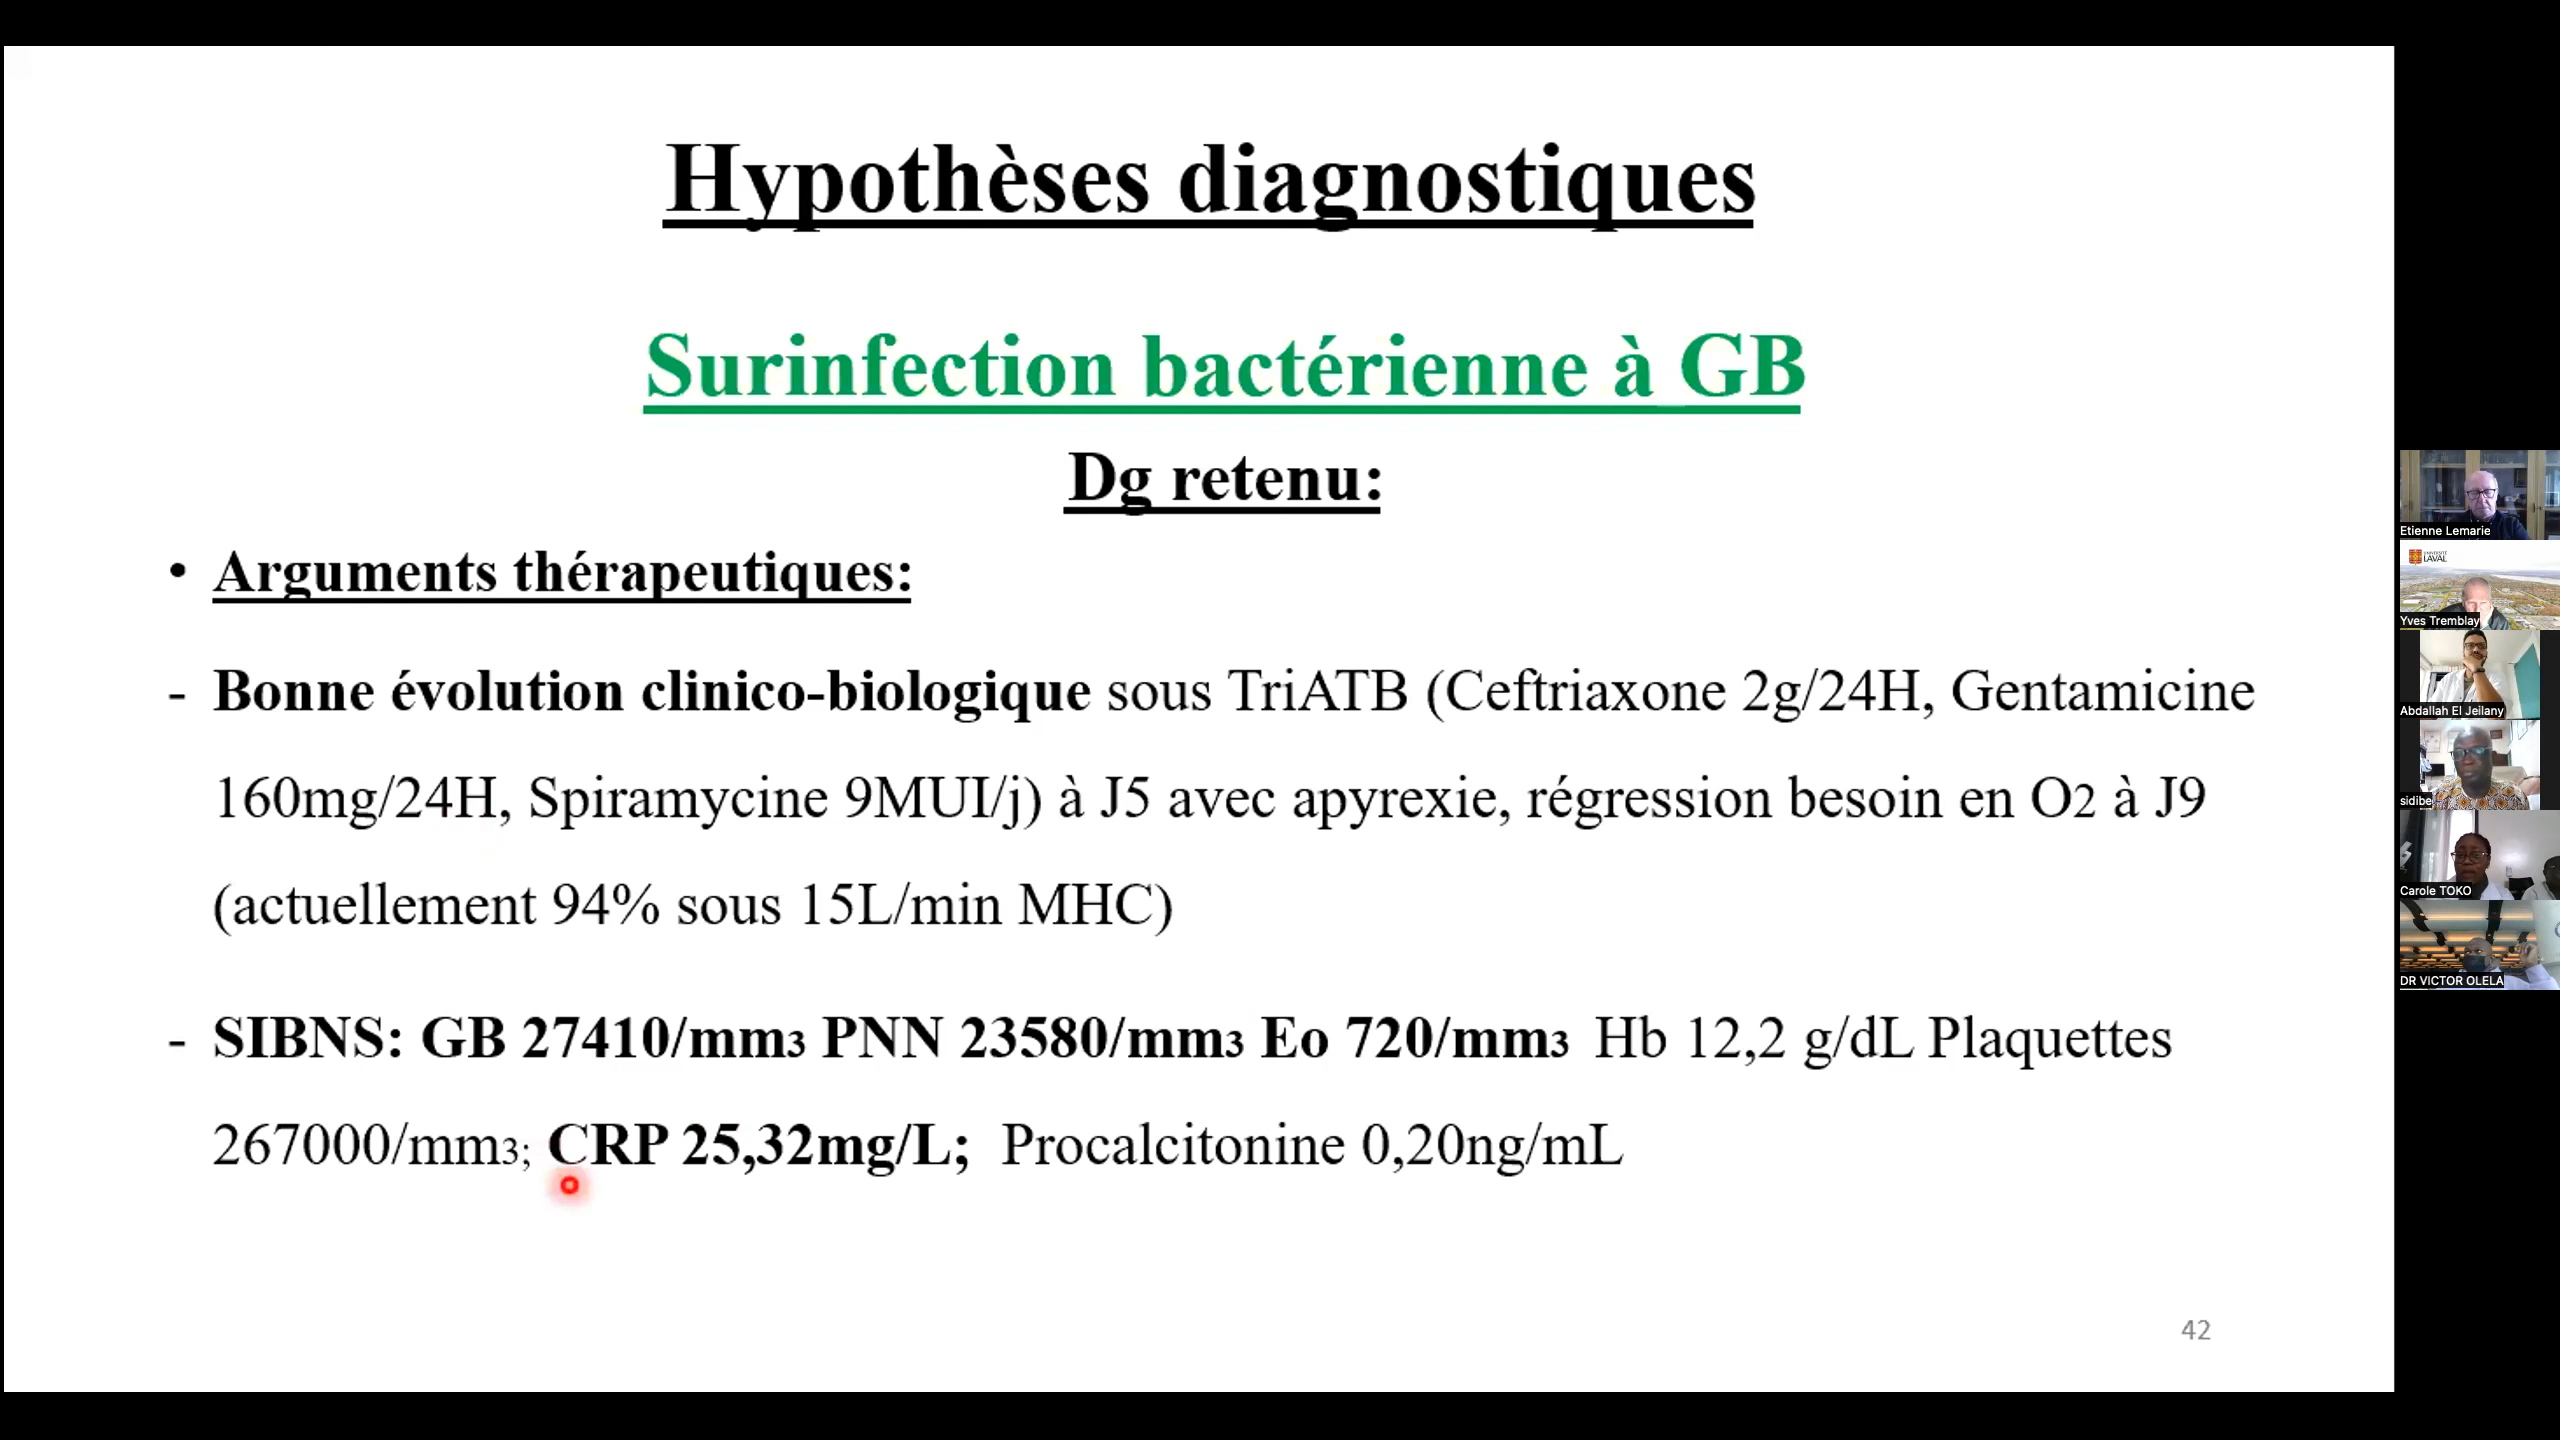 Hypothèses diagnostiques
Surinfection bactérienne à GB
Dg retenu:
• Arguments thérapeutiques:
- Bonne évolution clinico-biologique sous TriATB (Ceftriaxone 2g/24H, Gentamicine
160mg/24H, Spiramycine 9MUI/j) à J5 avec apyrexie, régression besoin en O2 à J9
(actuellement 94% sous 15L/min MHC)
- SIBNS: GB 27410/mm3 PNN 23580/mm3 Eo 720/mm3 Hb 12,2 g/dL Plaquettes
267000/mm3; CRP 25,32mg/L; Procalcitonine 0,20ng/mL
42
Etienne Lemarie
UNIVERSITÉ
LAVAL
Yves Tremblay
Abdallah El Jeilany
sidibe
Carole TOKO
DR VICTOR OLELA